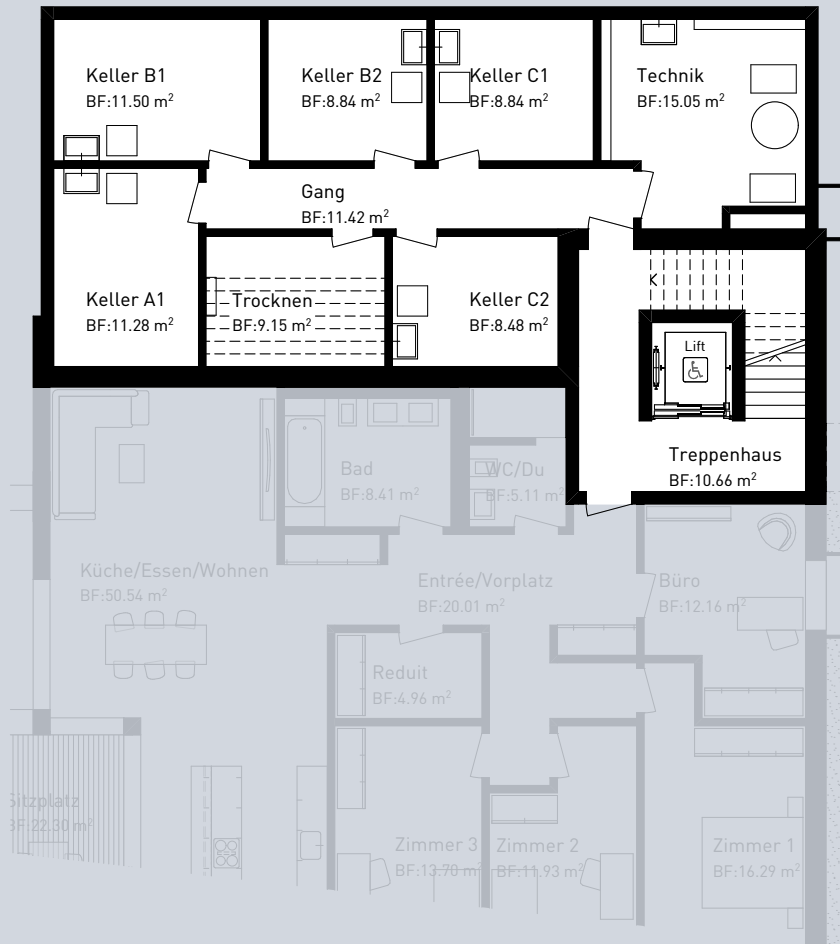 Keller B1
BF:11.50 m²
Keller B2
BF:8.84 m²
Keller C1
BF:8.84 m²
Technik
BF:15.05 m²
Gang
BF:11.42 m²
Keller A1
BF:11.28 m²
Trocknen
BF:9.15 m²
Keller C2
BF:8.48 m²
Lift
Treppenhaus
BF:10.66 m²
Bad
BF:8.41 m²
WC/Du
BF:5.11 m²
Küche/Essen/Wohnen
BF:50.54 m²
Entrée/Vorplatz
BF:20.01 m²
Büro
BF:12.16 m²
Reduit
BF:4.96 m²
Sitzplatz
BF:22.30 m²
Zimmer 3
BF:13.70 m²
Zimmer 2
BF:11.93 m²
Zimmer 1
BF:16.29 m²